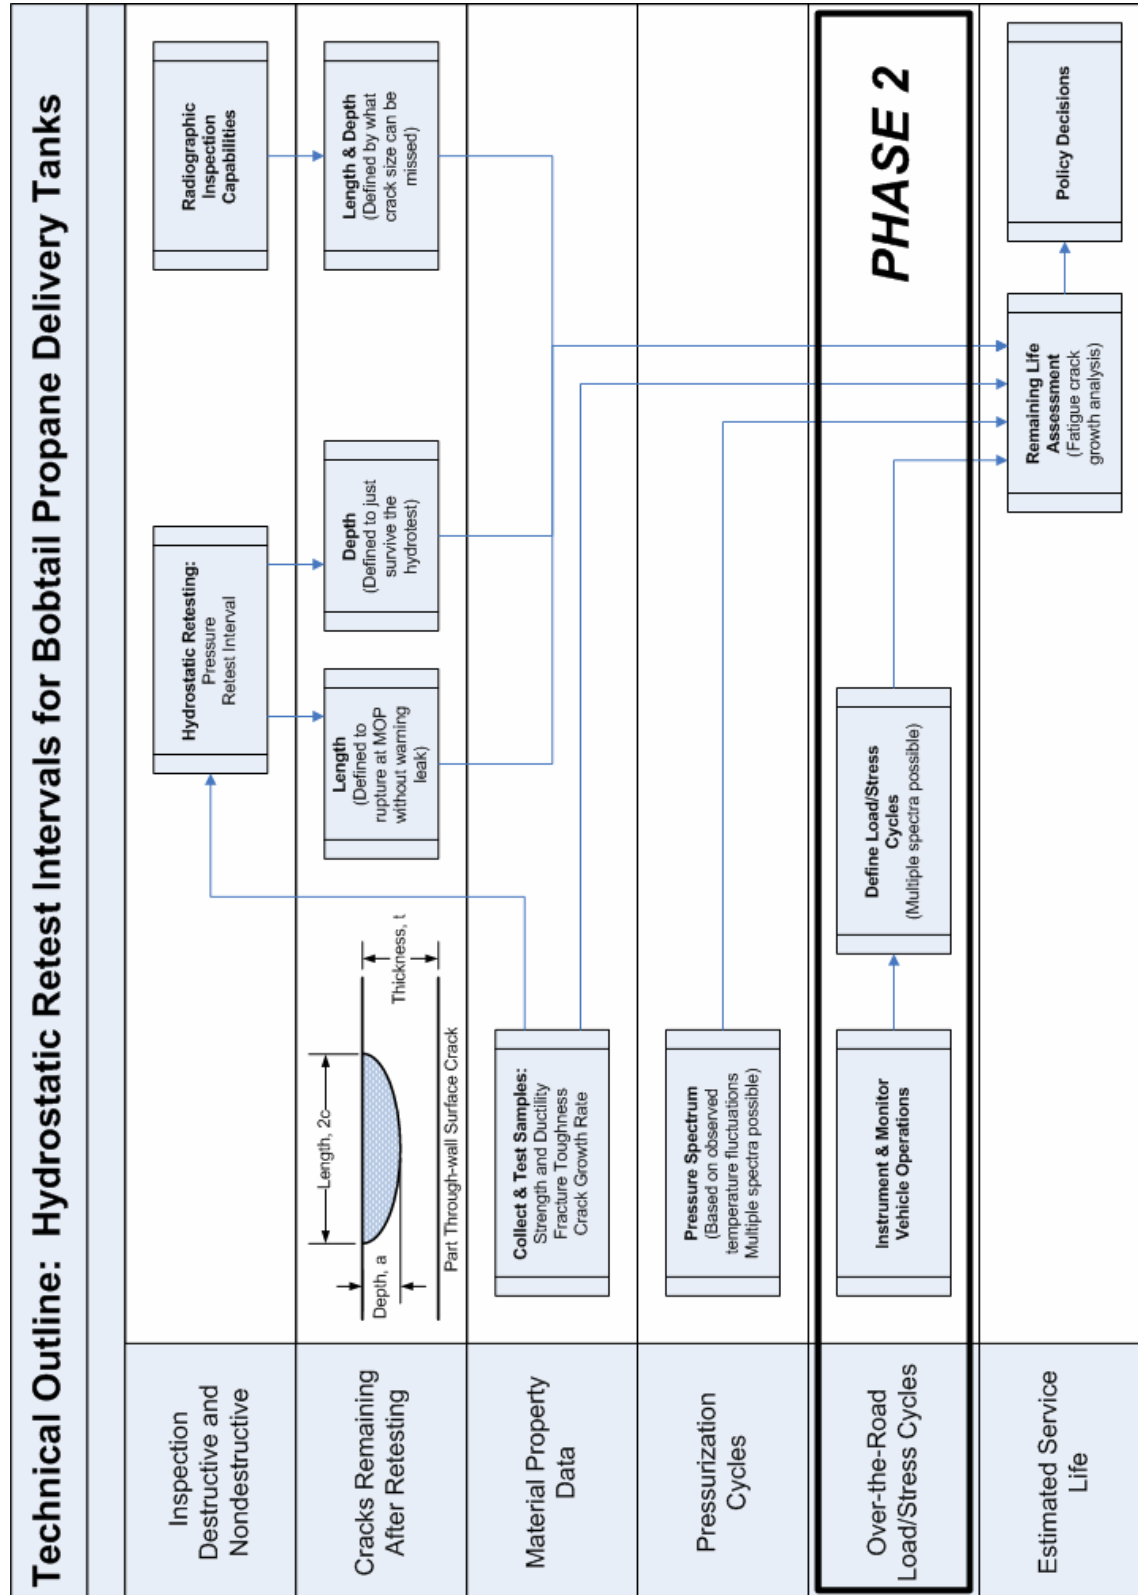 Technical Outline: Hydrostatic Retest Intervals for Bobtail Propane Delivery Tanks
Inspection
Destructive and
Nondestructive
Hydrostatic Retesting:
Pressure
Retest Interval
Radiographic
Inspection
Capabilities
Cracks Remaining
After Retesting
Depth, a
Length, 2c
Thickness, t
Part Through-wall Surface Crack
Length
(Defined to
rupture at MOP
without warning
leak)
Depth
(Defined to just
survive the
hydrotest)
Length & Depth
(Defined by what
crack size can be
missed)
Material Property
Data
Collect & Test Samples:
Strength and Ductility
Fracture Toughness
Crack Growth Rate
Pressurization
Cycles
Pressure Spectrum
(Based on observed
temperature fluctuations
Multiple spectra possible)
Over-the-Road
Load/Stress Cycles
Instrument & Monitor
Vehicle Operations
Define Load/Stress
Cycles
(Multiple spectra possible)
PHASE 2
Estimated Service
Life
Remaining Life
Assessment
(Fatigue crack
growth analysis)
Policy Decisions